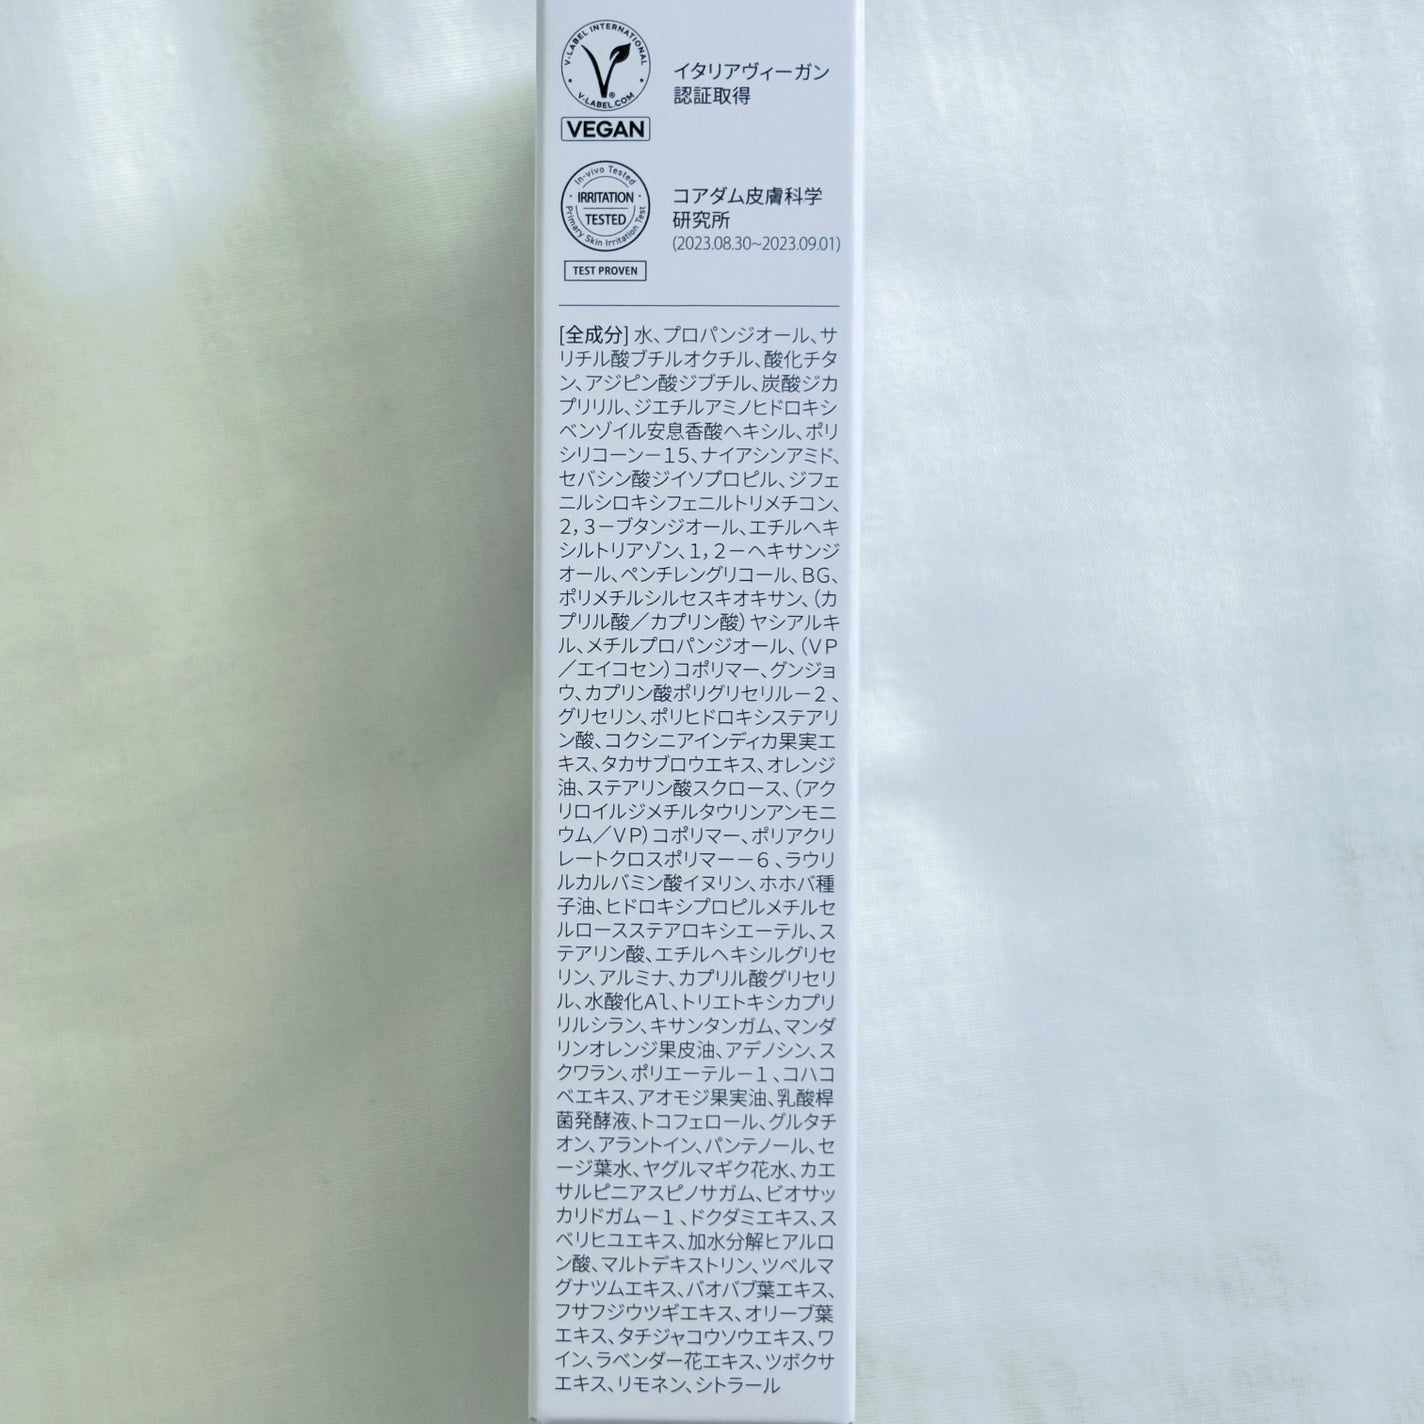 V-LABEL INTERNATIONAL
V-LABEL.COM
VEGAN
イタリアヴィーガン
認証取得
In-vivo Tested
IRRITATION
TESTED
Primary Skin Irritation Test
TEST PROVEN
コアダム皮膚科学
研究所
(2023.08.30~2023.09.01)
[全成分] 水、プロパンジオール、サ
リチル酸ブチルオクチル、酸化チタ
ン、アジピン酸ジブチル、炭酸ジカ
プリリル、ジエチルアミノヒドロキシ
ベンゾイル安息香酸ヘキシル、ポリ
シリコーン－15、ナイアシンアミド、
セバシン酸ジイソプロピル、ジフェ
ニルシロキシフェニルトリメチコン、
2，3－ブタンジオール、エチルヘキ
シルトリアゾン、1，2－ヘキサンジ
オール、ペンチレングリコール、BG、
ポリメチルシルセスキオキサン、（カ
プリル酸／カプリン酸）ヤシアルキ
ル、メチルプロパンジオール、（VP
／エイコセン）コポリマー、グンジョ
ウ、カプリン酸ポリグリセリル－2、
グリセリン、ポリヒドロキシステアリ
ン酸、コクシニアインディカ果実エ
キス、タカサブロウエキス、オレンジ
油、ステアリン酸スクロース、（アク
リロイルジメチルタウリンアンモニ
ウム／VP）コポリマー、ポリアクリ
レートクロスポリマー－6、ラウリ
ルカルバミン酸イヌリン、ホホバ種
子油、ヒドロキシプロピルメチルセ
ルロースステアロキシエーテル、ス
テアリン酸、エチルヘキシルグリセ
リン、アルミナ、カプリル酸グリセリ
ル、水酸化Al、トリエトキシカプリ
リルシラン、キサンタンガム、マンダ
リンオレンジ果皮油、アデノシン、ス
クワラン、ポリエーテル－1、コハコ
ベエキス、アオモジ果実油、乳酸桿
菌発酵液、トコフェロール、グルタチ
オン、アラントイン、パンテノール、セ
ージ葉水、ヤグルマギク花水、カエ
サルピニアスピノサガム、ビオサッ
カリドガム－1、ドクダミエキス、ス
ベリヒユエキス、加水分解ヒアルロ
ン酸、マルトデキストリン、ツベルマ
グナツムエキス、バオバブ葉エキス、
フサフジウツギエキス、オリーブ葉
エキス、タチジャコウソウエキス、ワ
イン、ラベンダー花エキス、ツボクサ
エキス、リモネン、シトラール